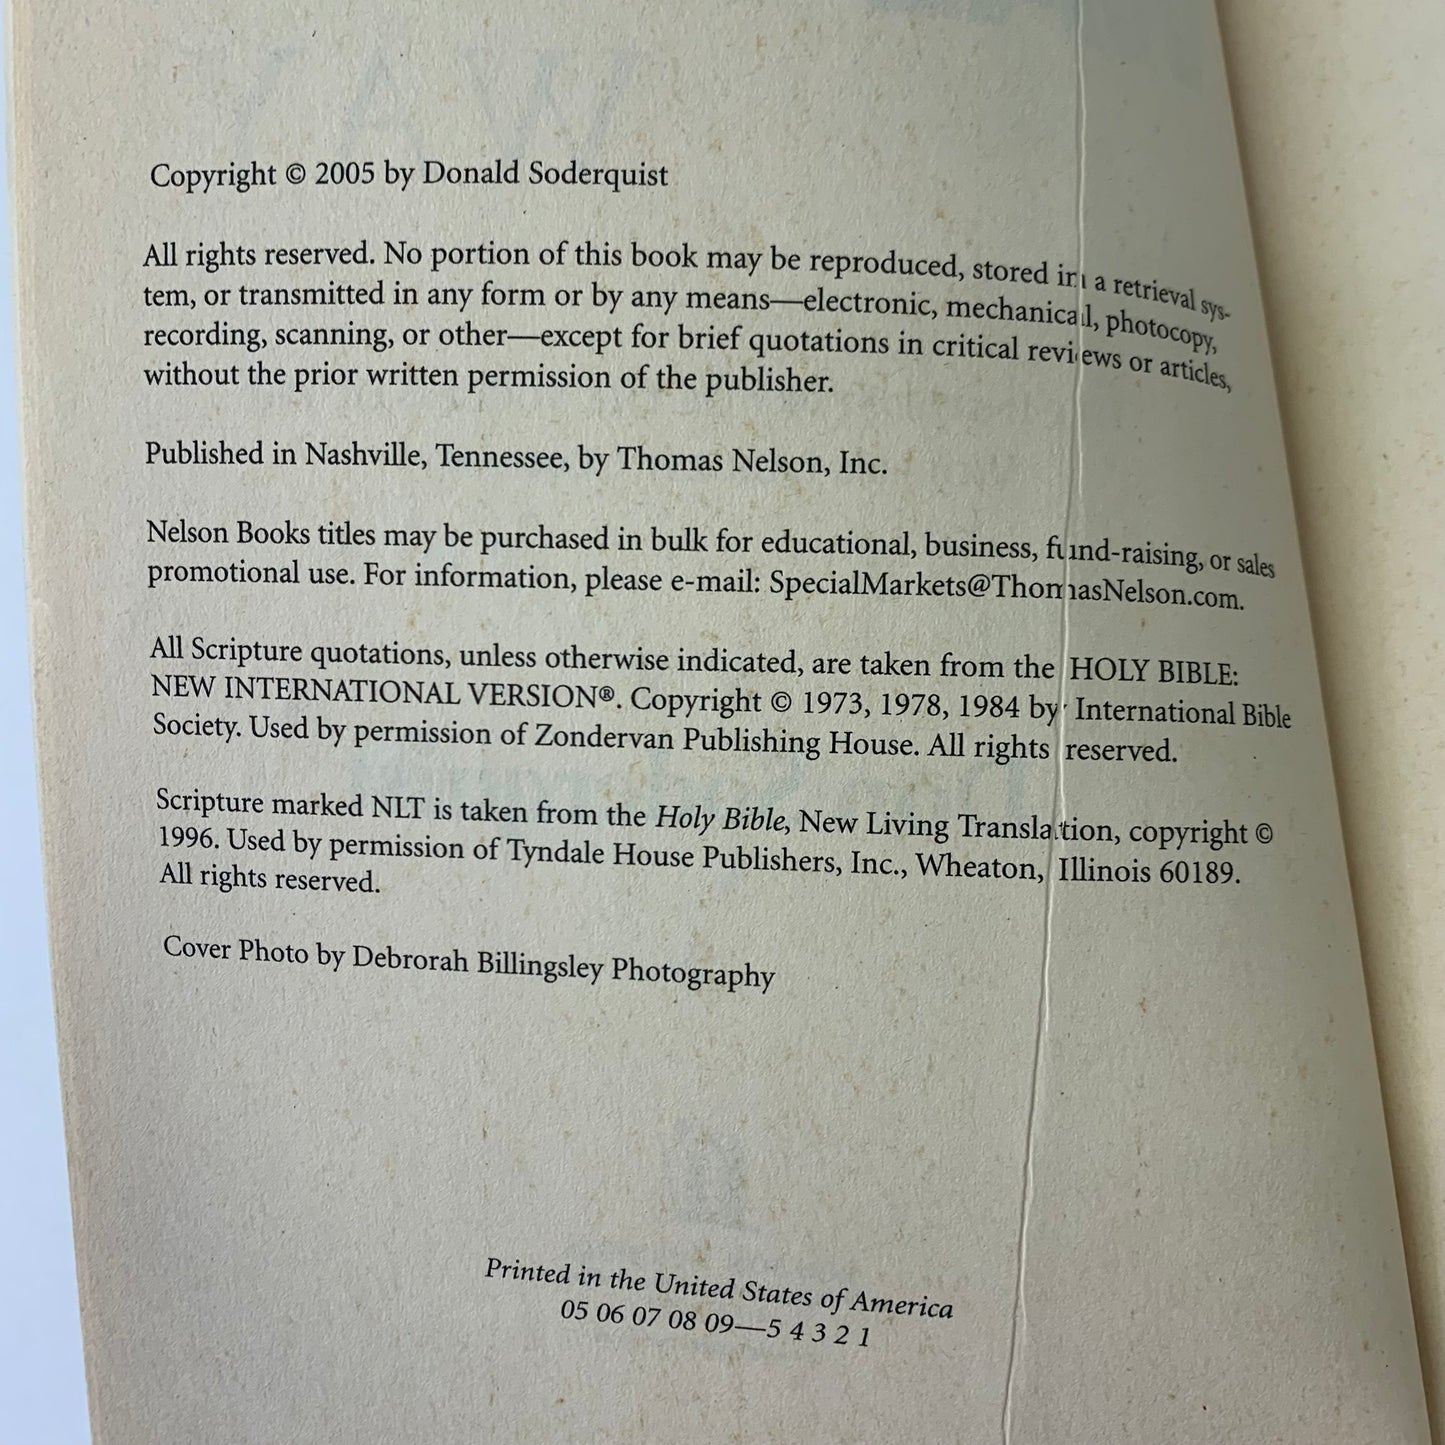 Copyright © 2005 by Donald Soderquist
All rights reserved. No portion of this book may be reproduced, stored in a retrieval sys-
tem, or transmitted in any form or by any means—electronic, mechanical, photocopy,
recording, scanning, or other—except for brief quotations in critical reviews or articles,
without the prior written permission of the publisher.
Published in Nashville, Tennessee, by Thomas Nelson, Inc.
Nelson Books titles may be purchased in bulk for educational, business, fund-raising, or sales
promotional use. For information, please e-mail: SpecialMarkets@ThomasNelson.com.
All Scripture quotations, unless otherwise indicated, are taken from the HOLY BIBLE:
NEW INTERNATIONAL VERSION®. Copyright © 1973, 1978, 1984 by International Bible
Society. Used by permission of Zondervan Publishing House. All rights reserved.
Scripture marked NLT is taken from the Holy Bible, New Living Translation, copyright ©
1996. Used by permission of Tyndale House Publishers, Inc., Wheaton, Illinois 60189.
All rights reserved.
Cover Photo by Debrorah Billingsley Photography
Printed in the United States of America
05 06 07 08 09—5 4 3 2 1